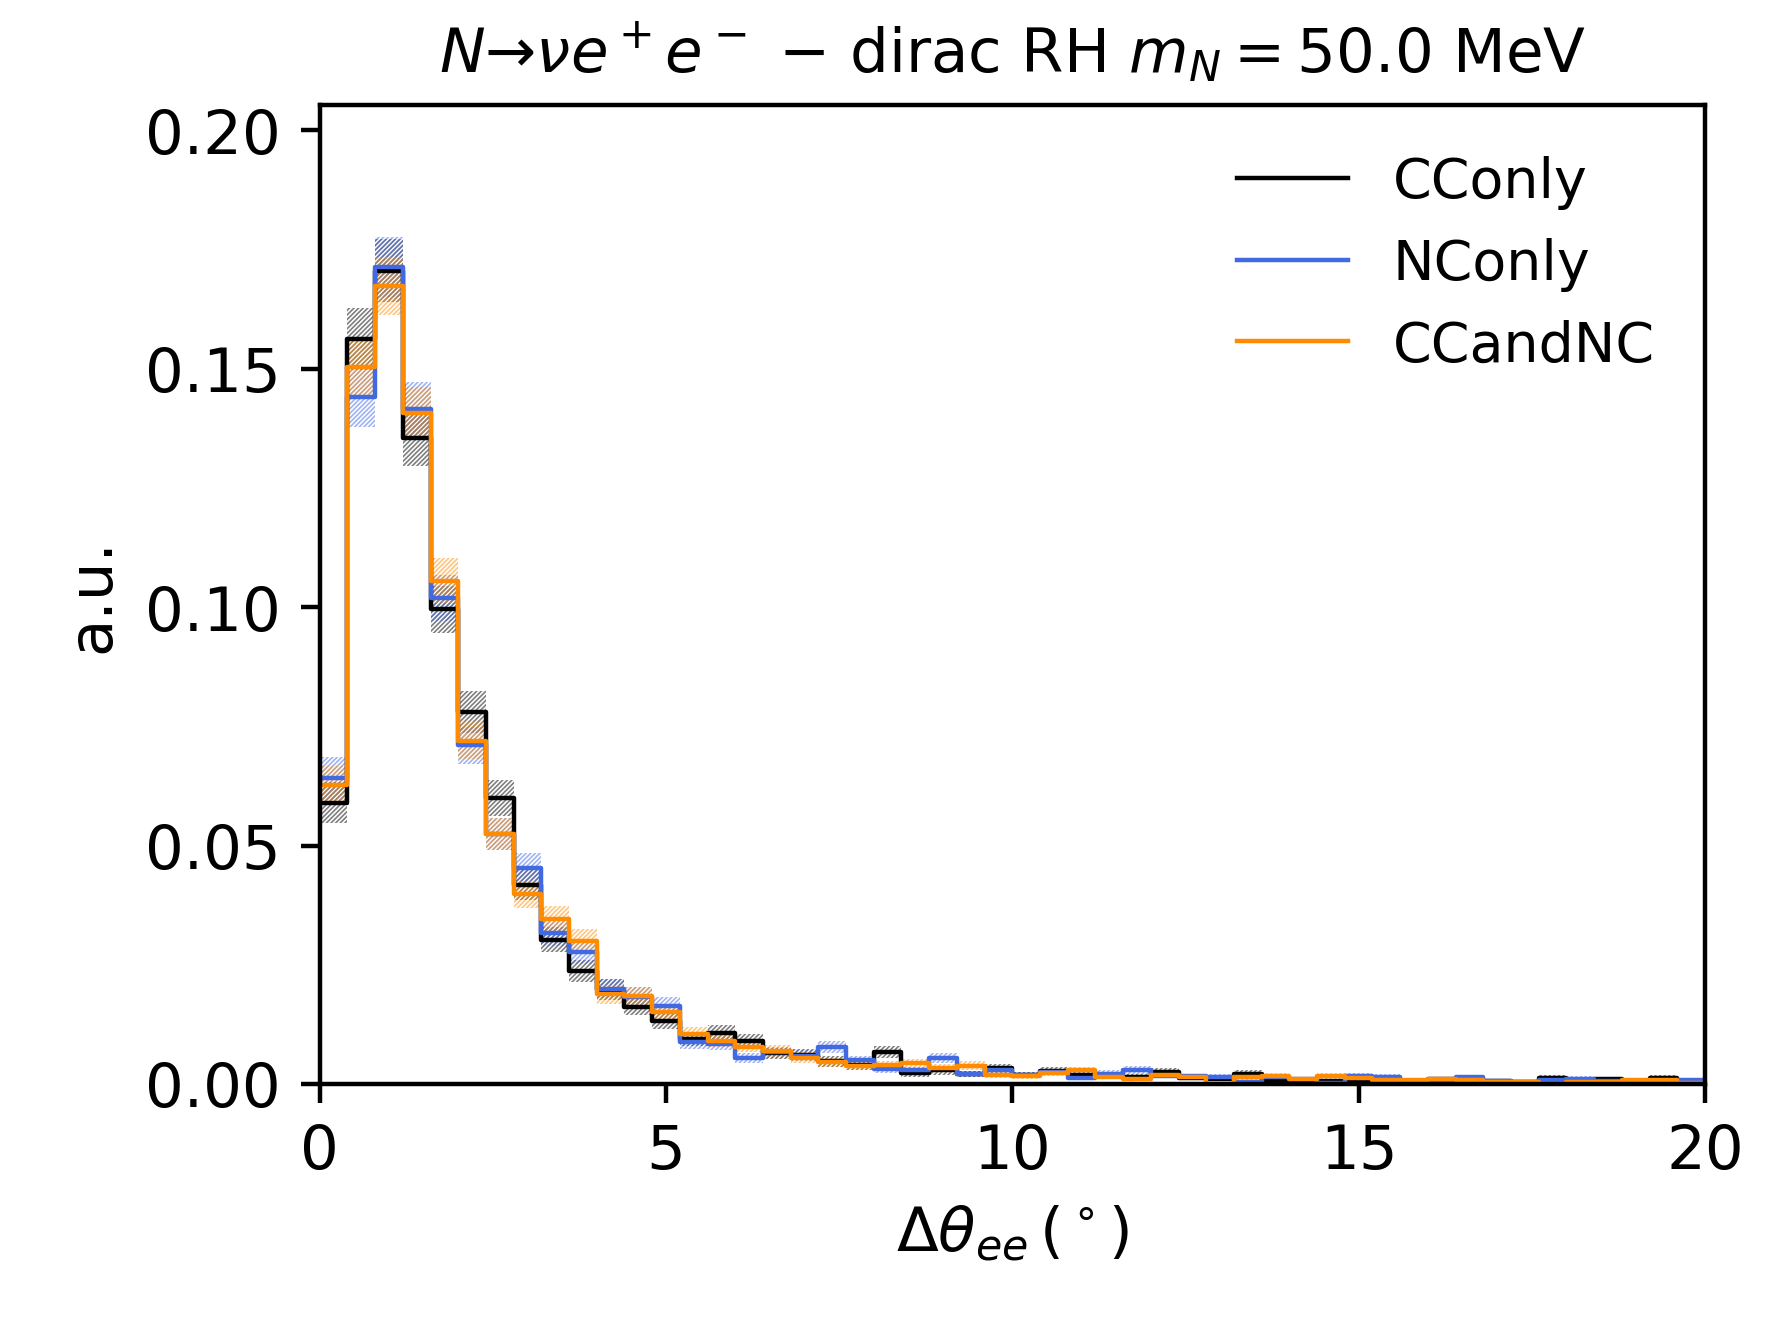 N→νe⁺e⁻ − dirac RH m_N = 50.0 MeV
CConly
NConly
CCandNC
0.20
0.15
0.10
0.05
0.00
a.u.
0 5 10 15 20
Δθ_ee (°)